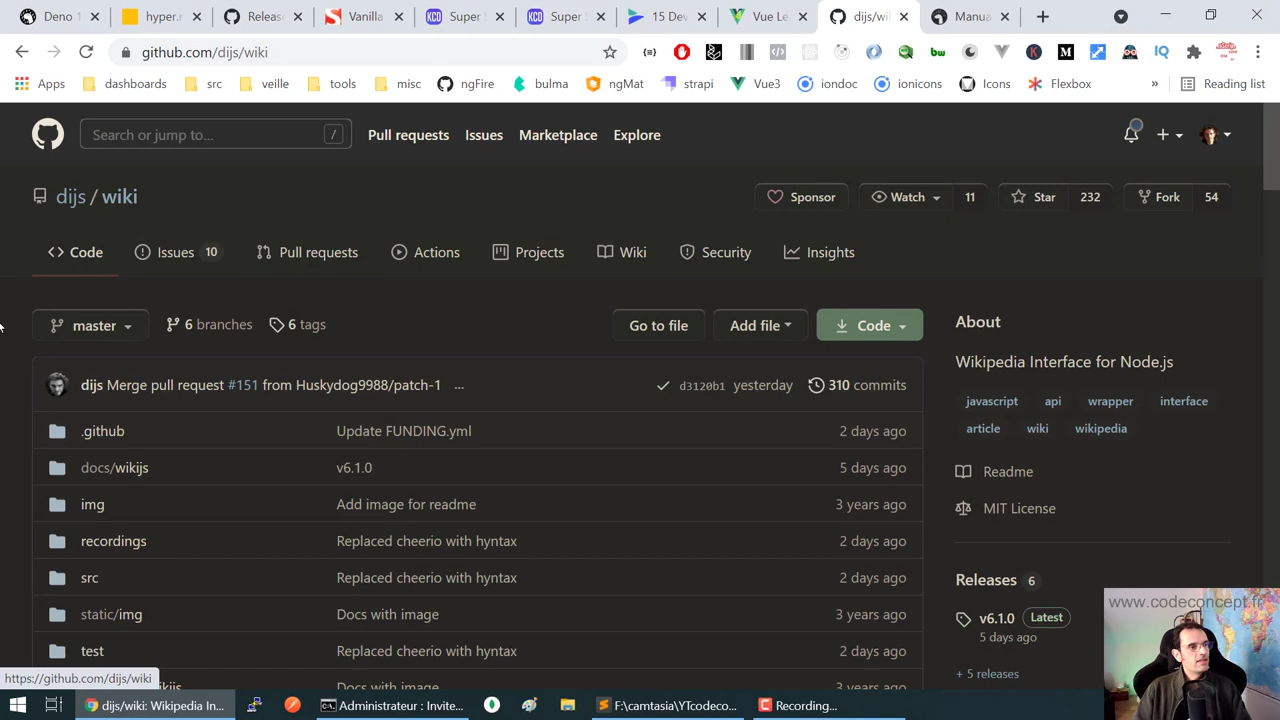 Deno 1
hyper.r
Release
Vanilla
KCD Super S
KCD Super S
15 Dev
Vue Le
dijs/wi
Manua
github.com/dijs/wiki
bw
M
IQ
Apps dashboards src veille tools misc ngFire bulma ngMat strapi Vue3 iondoc ionicons Icons Flexbox » Reading list
Search or jump to... / Pull requests Issues Marketplace Explore
dijs / wiki Sponsor Watch 11 Star 232 Fork 54
Code Issues 10 Pull requests Actions Projects Wiki Security Insights
master 6 branches 6 tags Go to file Add file Code
About
Wikipedia Interface for Node.js
dijs Merge pull request #151 from Huskydog9988/patch-1 ... d3120b1 yesterday 310 commits
javascript api wrapper interface
article wiki wikipedia
.github Update FUNDING.yml 2 days ago
docs/wikijs v6.1.0 5 days ago
Readme
img Add image for readme 3 years ago
MIT License
recordings Replaced cheerio with hyntax 2 days ago
src Replaced cheerio with hyntax 2 days ago
Releases 6
static/img Docs with image 3 years ago
v6.1.0 Latest
5 days ago
test Replaced cheerio with hyntax 2 days ago
+ 5 releases
https://github.com/dijs/wiki
www.codeconcept.fr
dijs/wiki: Wikipedia In...
Administrateur : Invite...
F:\camtasia\YTcodeco...
Recording...